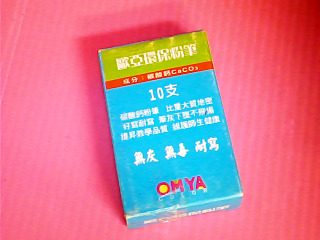 歐亞環保粉筆
成分：碳酸鈣CaCO3
10支
碳酸鈣粉筆 比重大質地密
好寫耐寫 筆灰下墜不飛揚
提昇教學品質 維護師生健康
無灰 無毒 耐寫
OMYA
COLOR